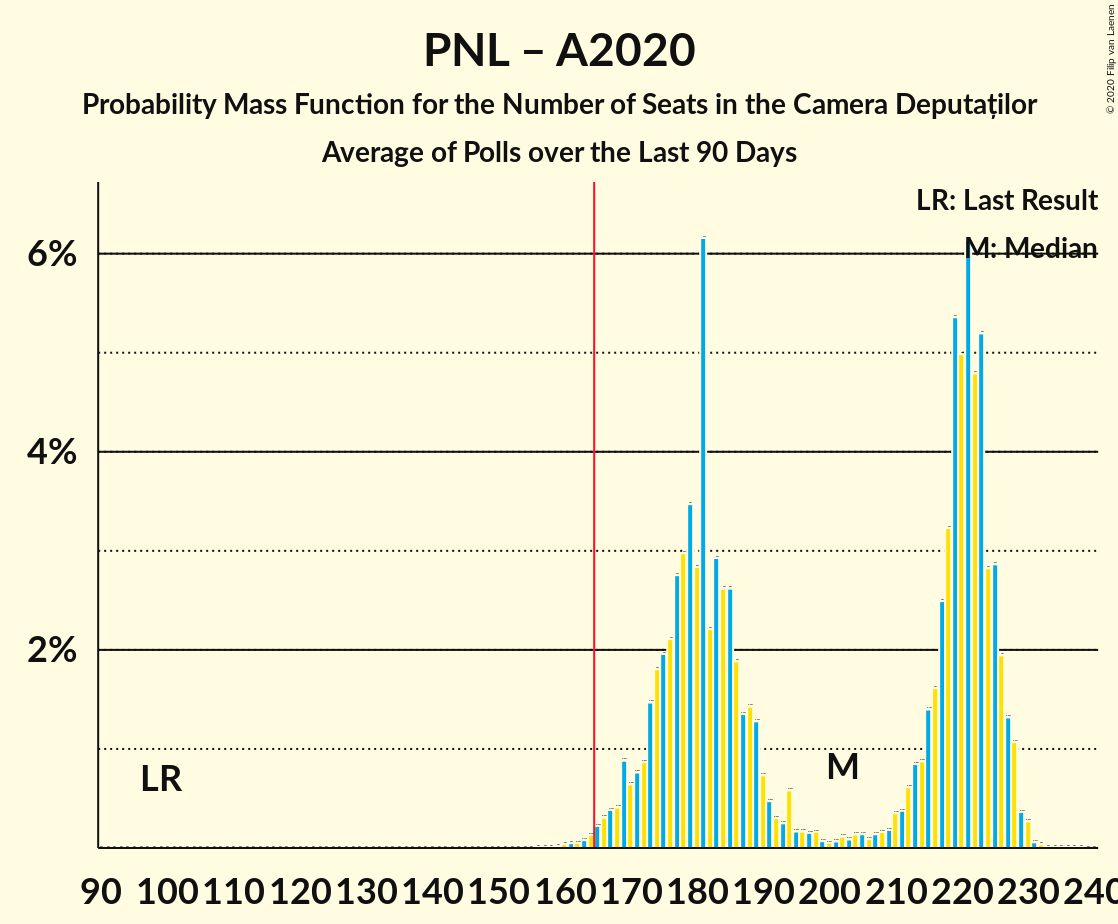 PNL – A2020
Probability Mass Function for the Number of Seats in the Camera Deputaților
Average of Polls over the Last 90 Days
© 2020 Filip van Laenen
LR: Last Result
M: Median
6%
4%
2%
LR
M
90 100 110 120 130 140 150 160 170 180 190 200 210 220 230 240